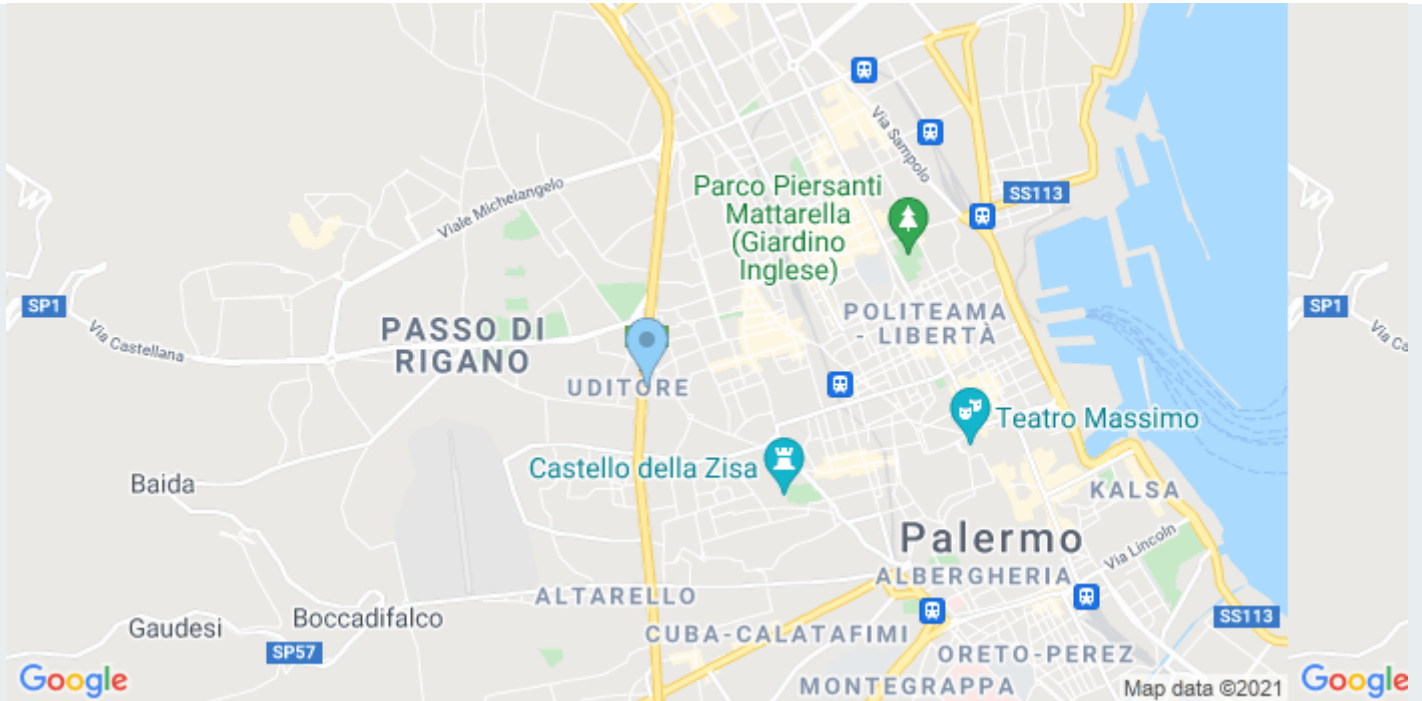 Via Sampolo
Parco Piersanti
Mattarella
(Giardino
Inglese)
SS113
Viale Michelangelo
SP1
SP1
Via Castellana
Via Ca
PASSO DI
RIGANO
POLITEAMA
- LIBERTÀ
UDITORE
Teatro Massimo
Castello della Zisa
Baida
KALSA
Palermo
Via Lincoln
ALBERGHERIA
ALTARELLO
Boccadifalco
Gaudesi
SP57
CUBA-CALATAFIMI
SS113
ORETO-PEREZ
MONTEGRAPPA
Google
Map data ©2021
Google